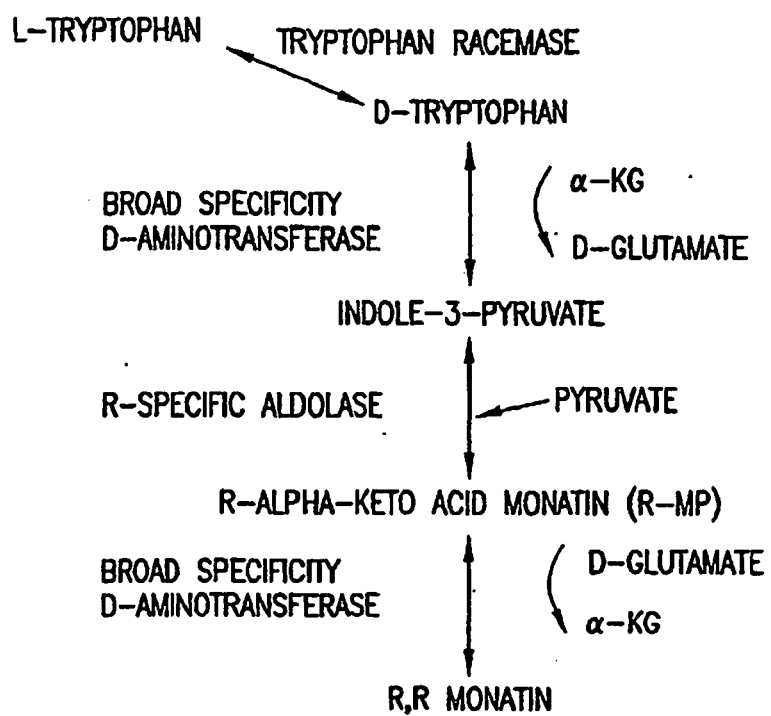 L-TRYPTOPHAN
TRYPTOPHAN RACEMASE
D-TRYPTOPHAN
BROAD SPECIFICITY
D-AMINOTRANSFERASE
α-KG
D-GLUTAMATE
INDOLE-3-PYRUVATE
R-SPECIFIC ALDOLASE
PYRUVATE
R-ALPHA-KETO ACID MONATIN (R-MP)
BROAD SPECIFICITY
D-AMINOTRANSFERASE
D-GLUTAMATE
α-KG
R,R MONATIN